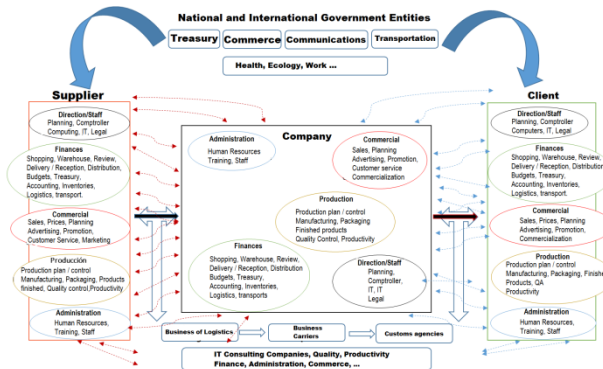 National and International Government Entities
Treasury
Commerce
Communications
Transportation
Health, Ecology, Work ...
Supplier
Direction/Staff
Planning, Comptroller
Computing, IT, Legal
Finances
Shopping, Warehouse, Review,
Delivery / Reception, Distribution,
Budgets, Treasury,
Accounting, Inventories,
Logistics, transport.
Commercial
Sales, Prices, Planning
Advertising, Promotion,
Customer Service, Marketing
Producción
Production plan / control
Manufacturing, Packaging, Products
finished, Quality control,Productivity
Administration
Human Resources,
Training, Staff
Company
Administration
Human Resources
Training, Staff
Commercial
Sales, Planning
Advertising, Promotion,
Customer service
Commercialization
Production
Production plan / control
Manufacturing, Packaging
Finished products
Quality Control, Productivity
Finances
Shopping, Warehouse, Review,
Delivery / Reception, Distribution
Budgets, Treasury
Accounting, Inventories,
Logistics, transports
Direction/Staff
Planning,
Comptroller,
IT, IT
Legal
Client
Direction/Staff
Planning, Comptroller
Computers, IT, Legal
Finances
Shopping, Warehouse, Review,
Delivery / Reception, Distribution
Budgets, Treasury,
Accounting, Inventories,
Logistics, transport.
Commercial
Sales, Prices, Planning
Advertising, Promotion,
Commercialization
Production
Production plan / control
Manufacturing, Packaging, Finished
Products, QA
Productivity
Administration
Human Resources,
Training, Staff
Business of Logistics
Business
Carriers
Customs agencies
IT Consulting Companies, Quality, Productivity
Finance, Administration, Commerce, ...